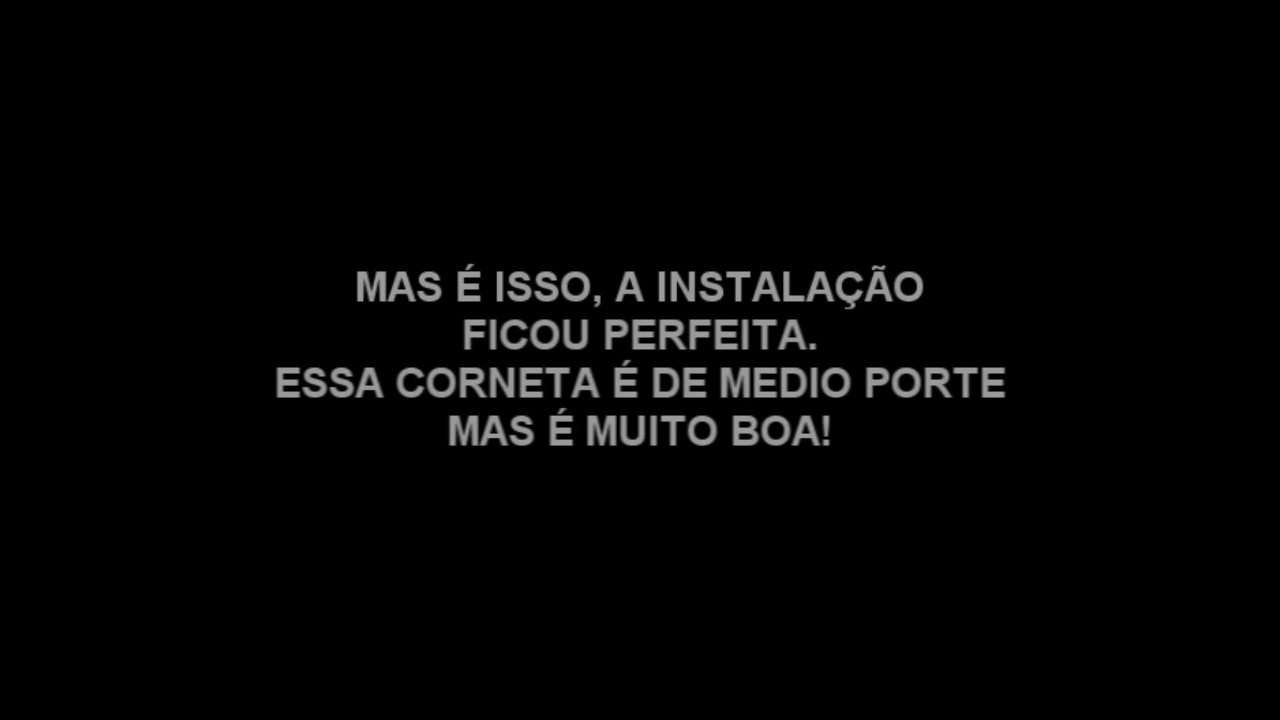 MAS É ISSO, A INSTALAÇÃO
FICOU PERFEITA.
ESSA CORNETA É DE MEDIO PORTE
MAS É MUITO BOA!